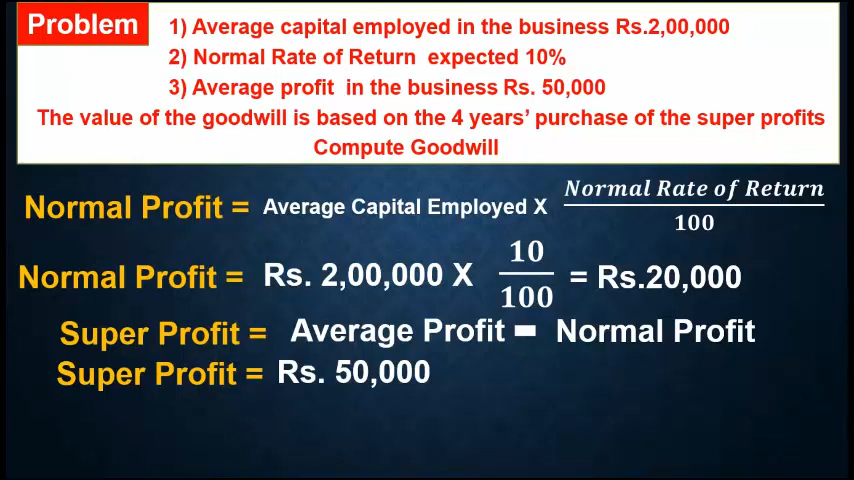 Problem
1) Average capital employed in the business Rs.2,00,000
2) Normal Rate of Return expected 10%
3) Average profit in the business Rs. 50,000
The value of the goodwill is based on the 4 years' purchase of the super profits
Compute Goodwill
Normal Profit = Average Capital Employed X Normal Rate of Return / 100
Normal Profit = Rs. 2,00,000 X 10 / 100 = Rs.20,000
Super Profit = Average Profit - Normal Profit
Super Profit = Rs. 50,000